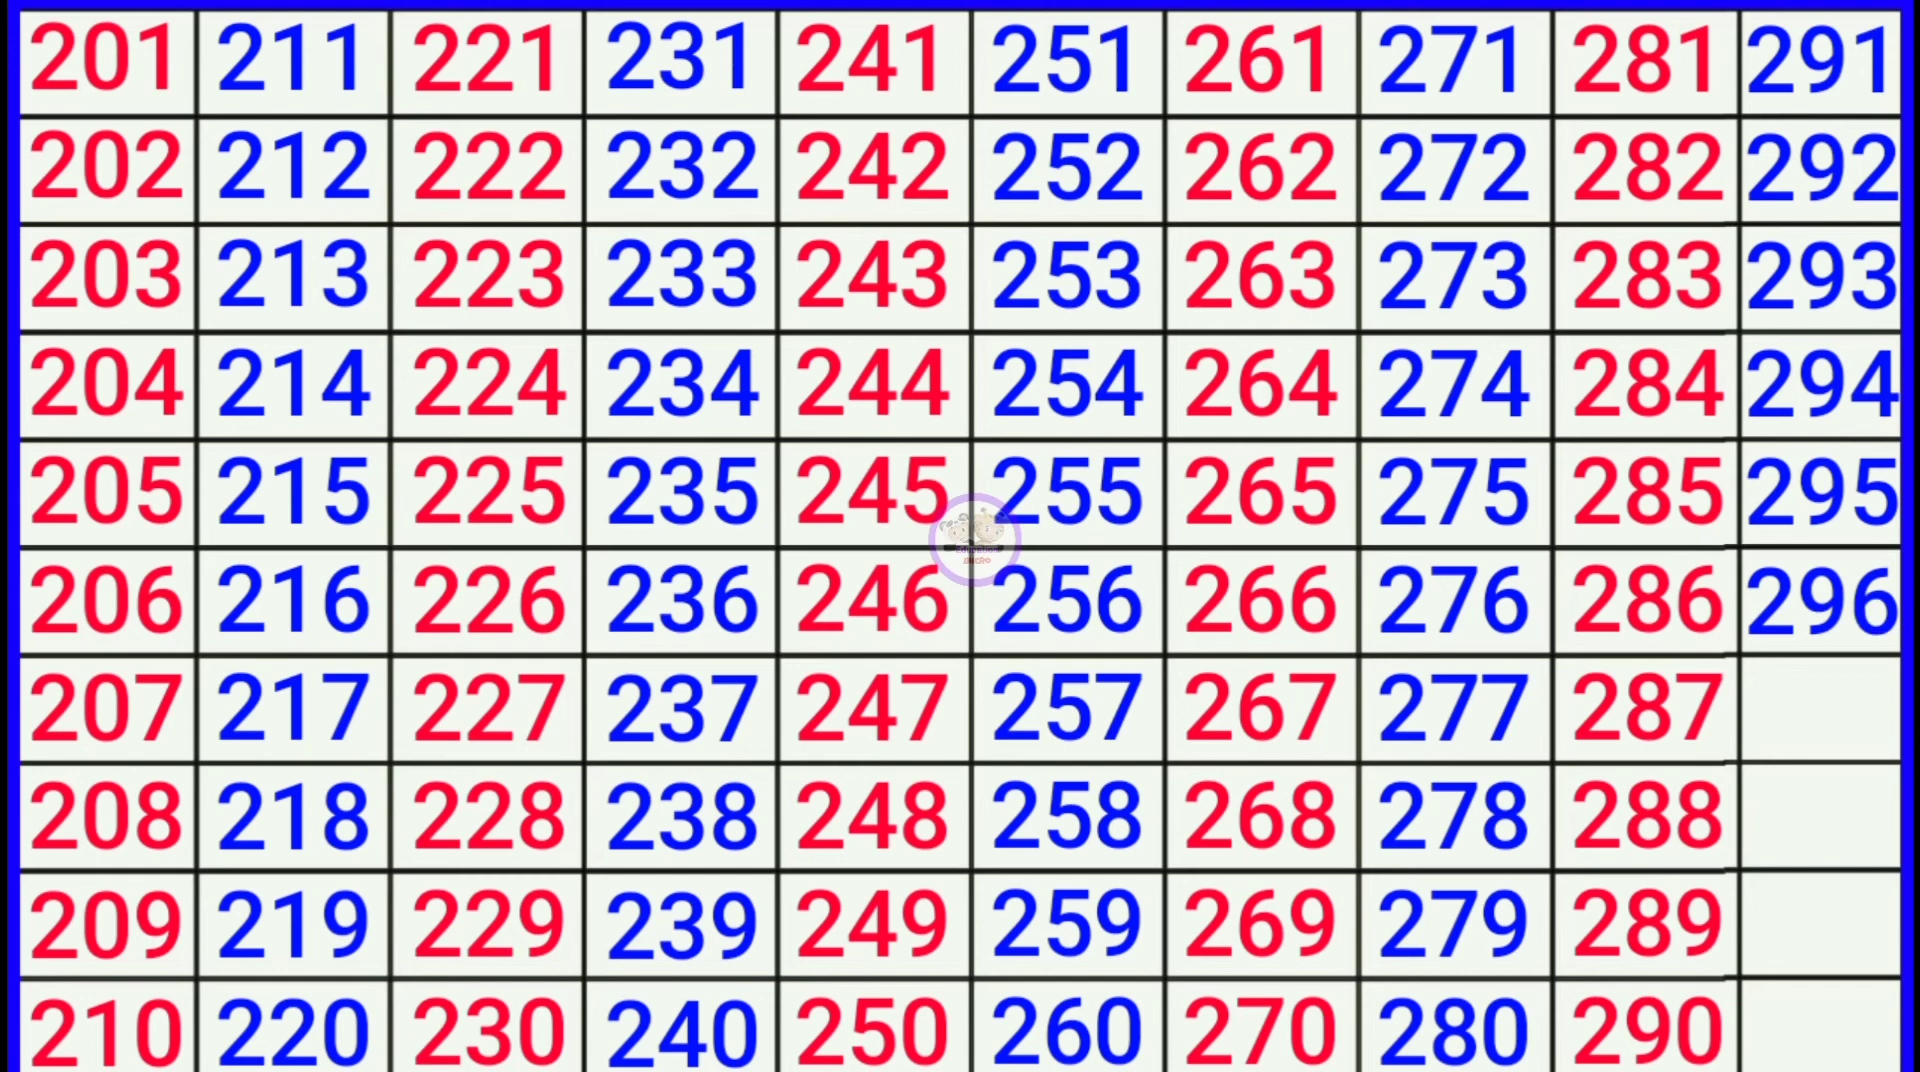 201 211 221 231 241 251 261 271 281 291
202 212 222 232 242 252 262 272 282 292
203 213 223 233 243 253 263 273 283 293
204 214 224 234 244 254 264 274 284 294
205 215 225 235 245 255 265 275 285 295
Education
MICRO
206 216 226 236 246 256 266 276 286 296
207 217 227 237 247 257 267 277 287
208 218 228 238 248 258 268 278 288
209 219 229 239 249 259 269 279 289
210 220 230 240 250 260 270 280 290